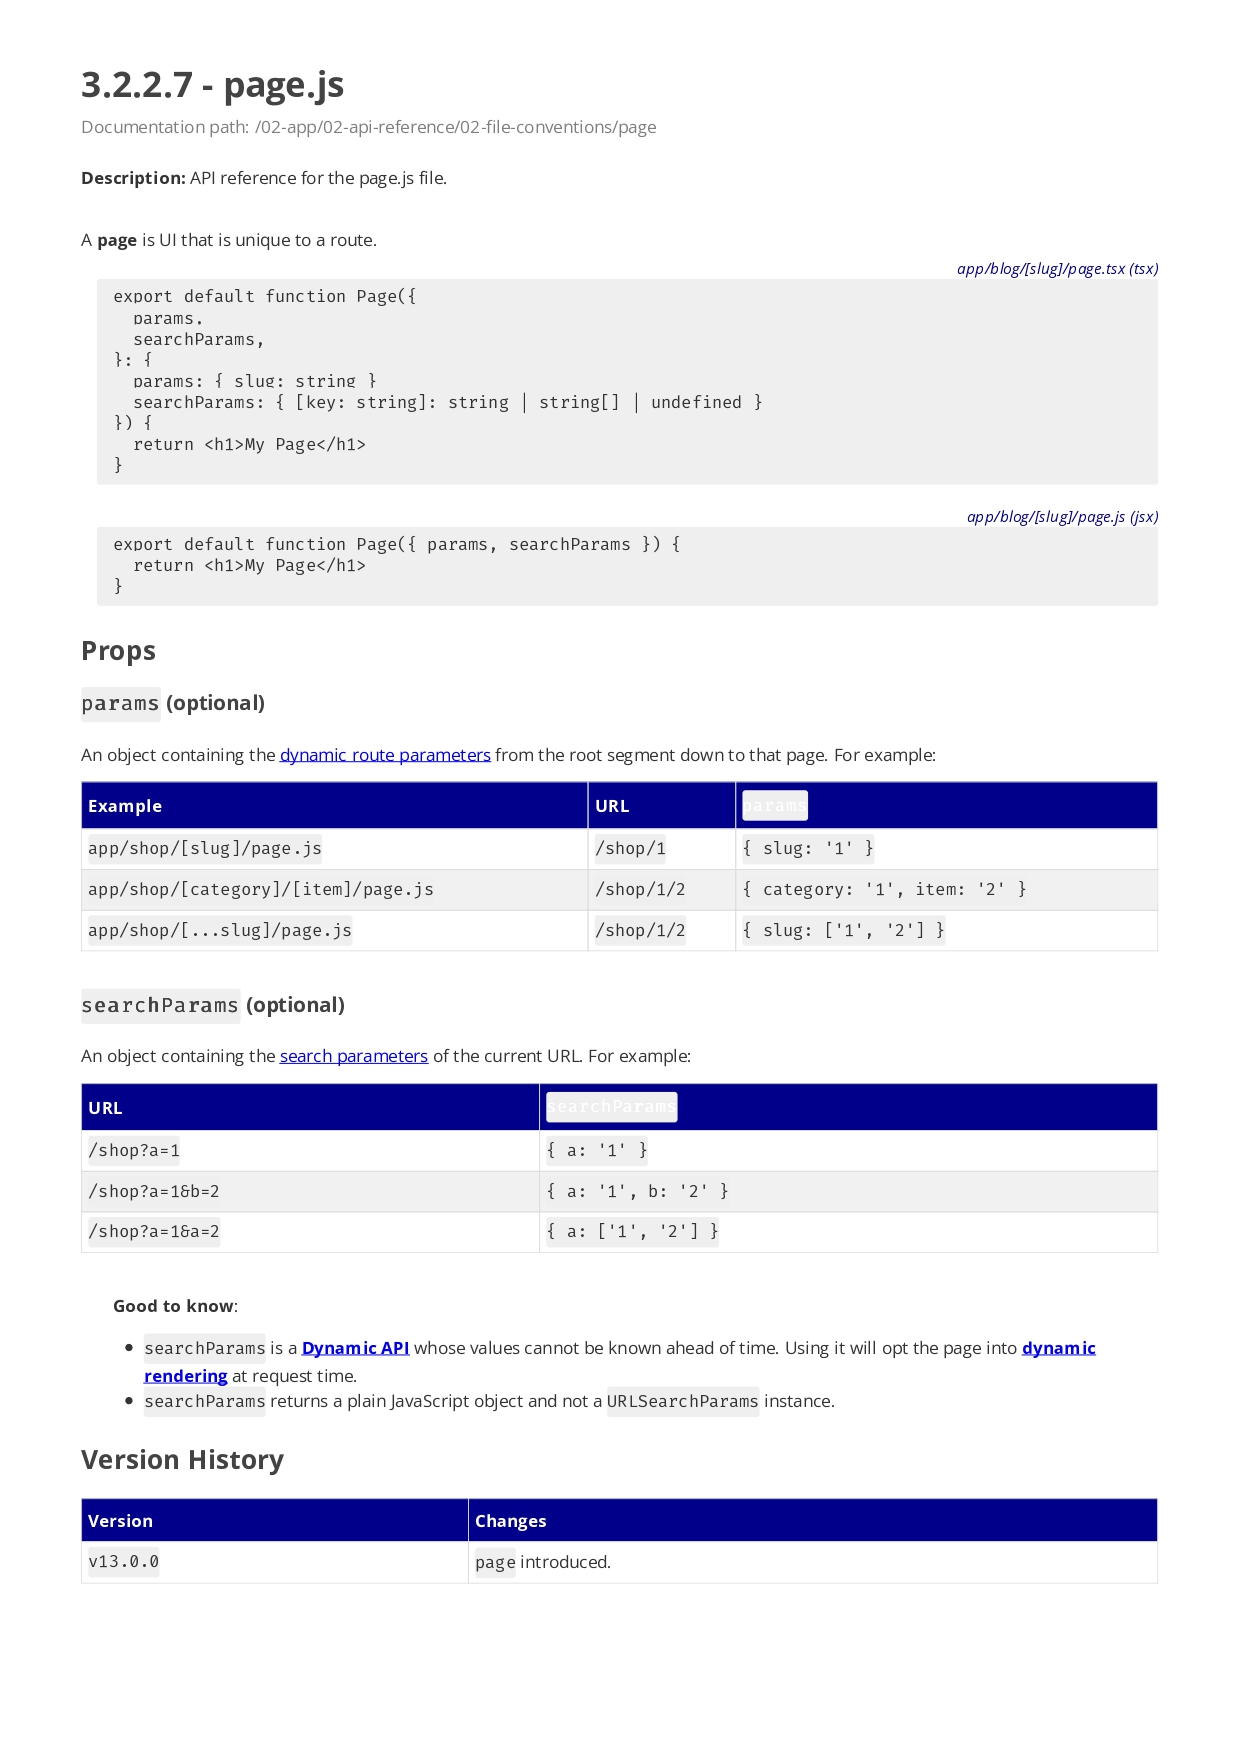 3.2.2.7 - page.js
Documentation path: /02-app/02-api-reference/02-file-conventions/page
Description: API reference for the page.js file.
A page is UI that is unique to a route.
app/blog/[slug]/page.tsx (tsx)
export default function Page({
  params,
  searchParams,
}: {
  params: { slug: string }
  searchParams: { [key: string]: string | string[] | undefined }
}) {
  return <h1>My Page</h1>
}
app/blog/[slug]/page.js (jsx)
export default function Page({ params, searchParams }) {
  return <h1>My Page</h1>
}
Props
params (optional)
An object containing the dynamic route parameters from the root segment down to that page. For example:
Example URL params
app/shop/[slug]/page.js /shop/1 { slug: '1' }
app/shop/[category]/[item]/page.js /shop/1/2 { category: '1', item: '2' }
app/shop/[...slug]/page.js /shop/1/2 { slug: ['1', '2'] }
searchParams (optional)
An object containing the search parameters of the current URL. For example:
URL searchParams
/shop?a=1 { a: '1' }
/shop?a=1&b=2 { a: '1', b: '2' }
/shop?a=1&a=2 { a: ['1', '2'] }
Good to know:
• searchParams is a Dynamic API whose values cannot be known ahead of time. Using it will opt the page into dynamic
rendering at request time.
• searchParams returns a plain JavaScript object and not a URLSearchParams instance.
Version History
Version Changes
v13.0.0 page introduced.